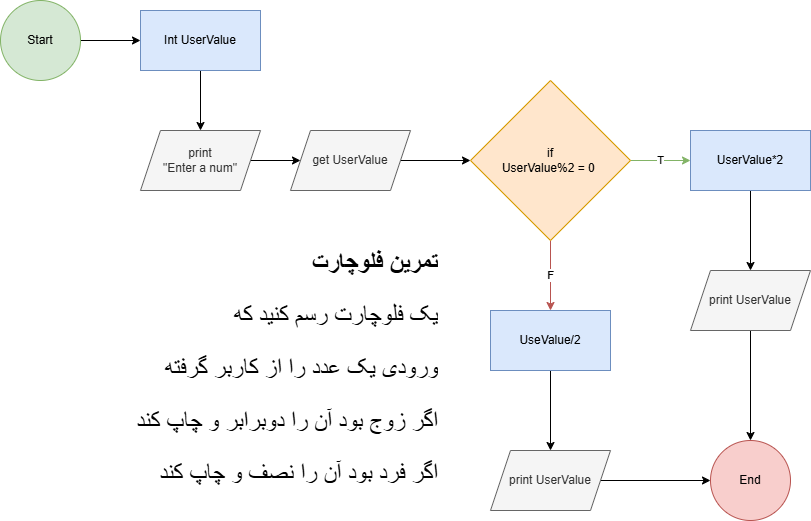 Start
Int UserValue
print
"Enter a num"
get UserValue
if
UserValue%2 = 0
T
UserValue*2
print UserValue
F
UseValue/2
print UserValue
End
تمرین فلوچارت
یک فلوچارت رسم کنید که
ورودی یک عدد را از کاربر گرفته
اگر زوج بود آن را دوبرابر و چاپ کند
اگر فرد بود آن را نصف و چاپ کند